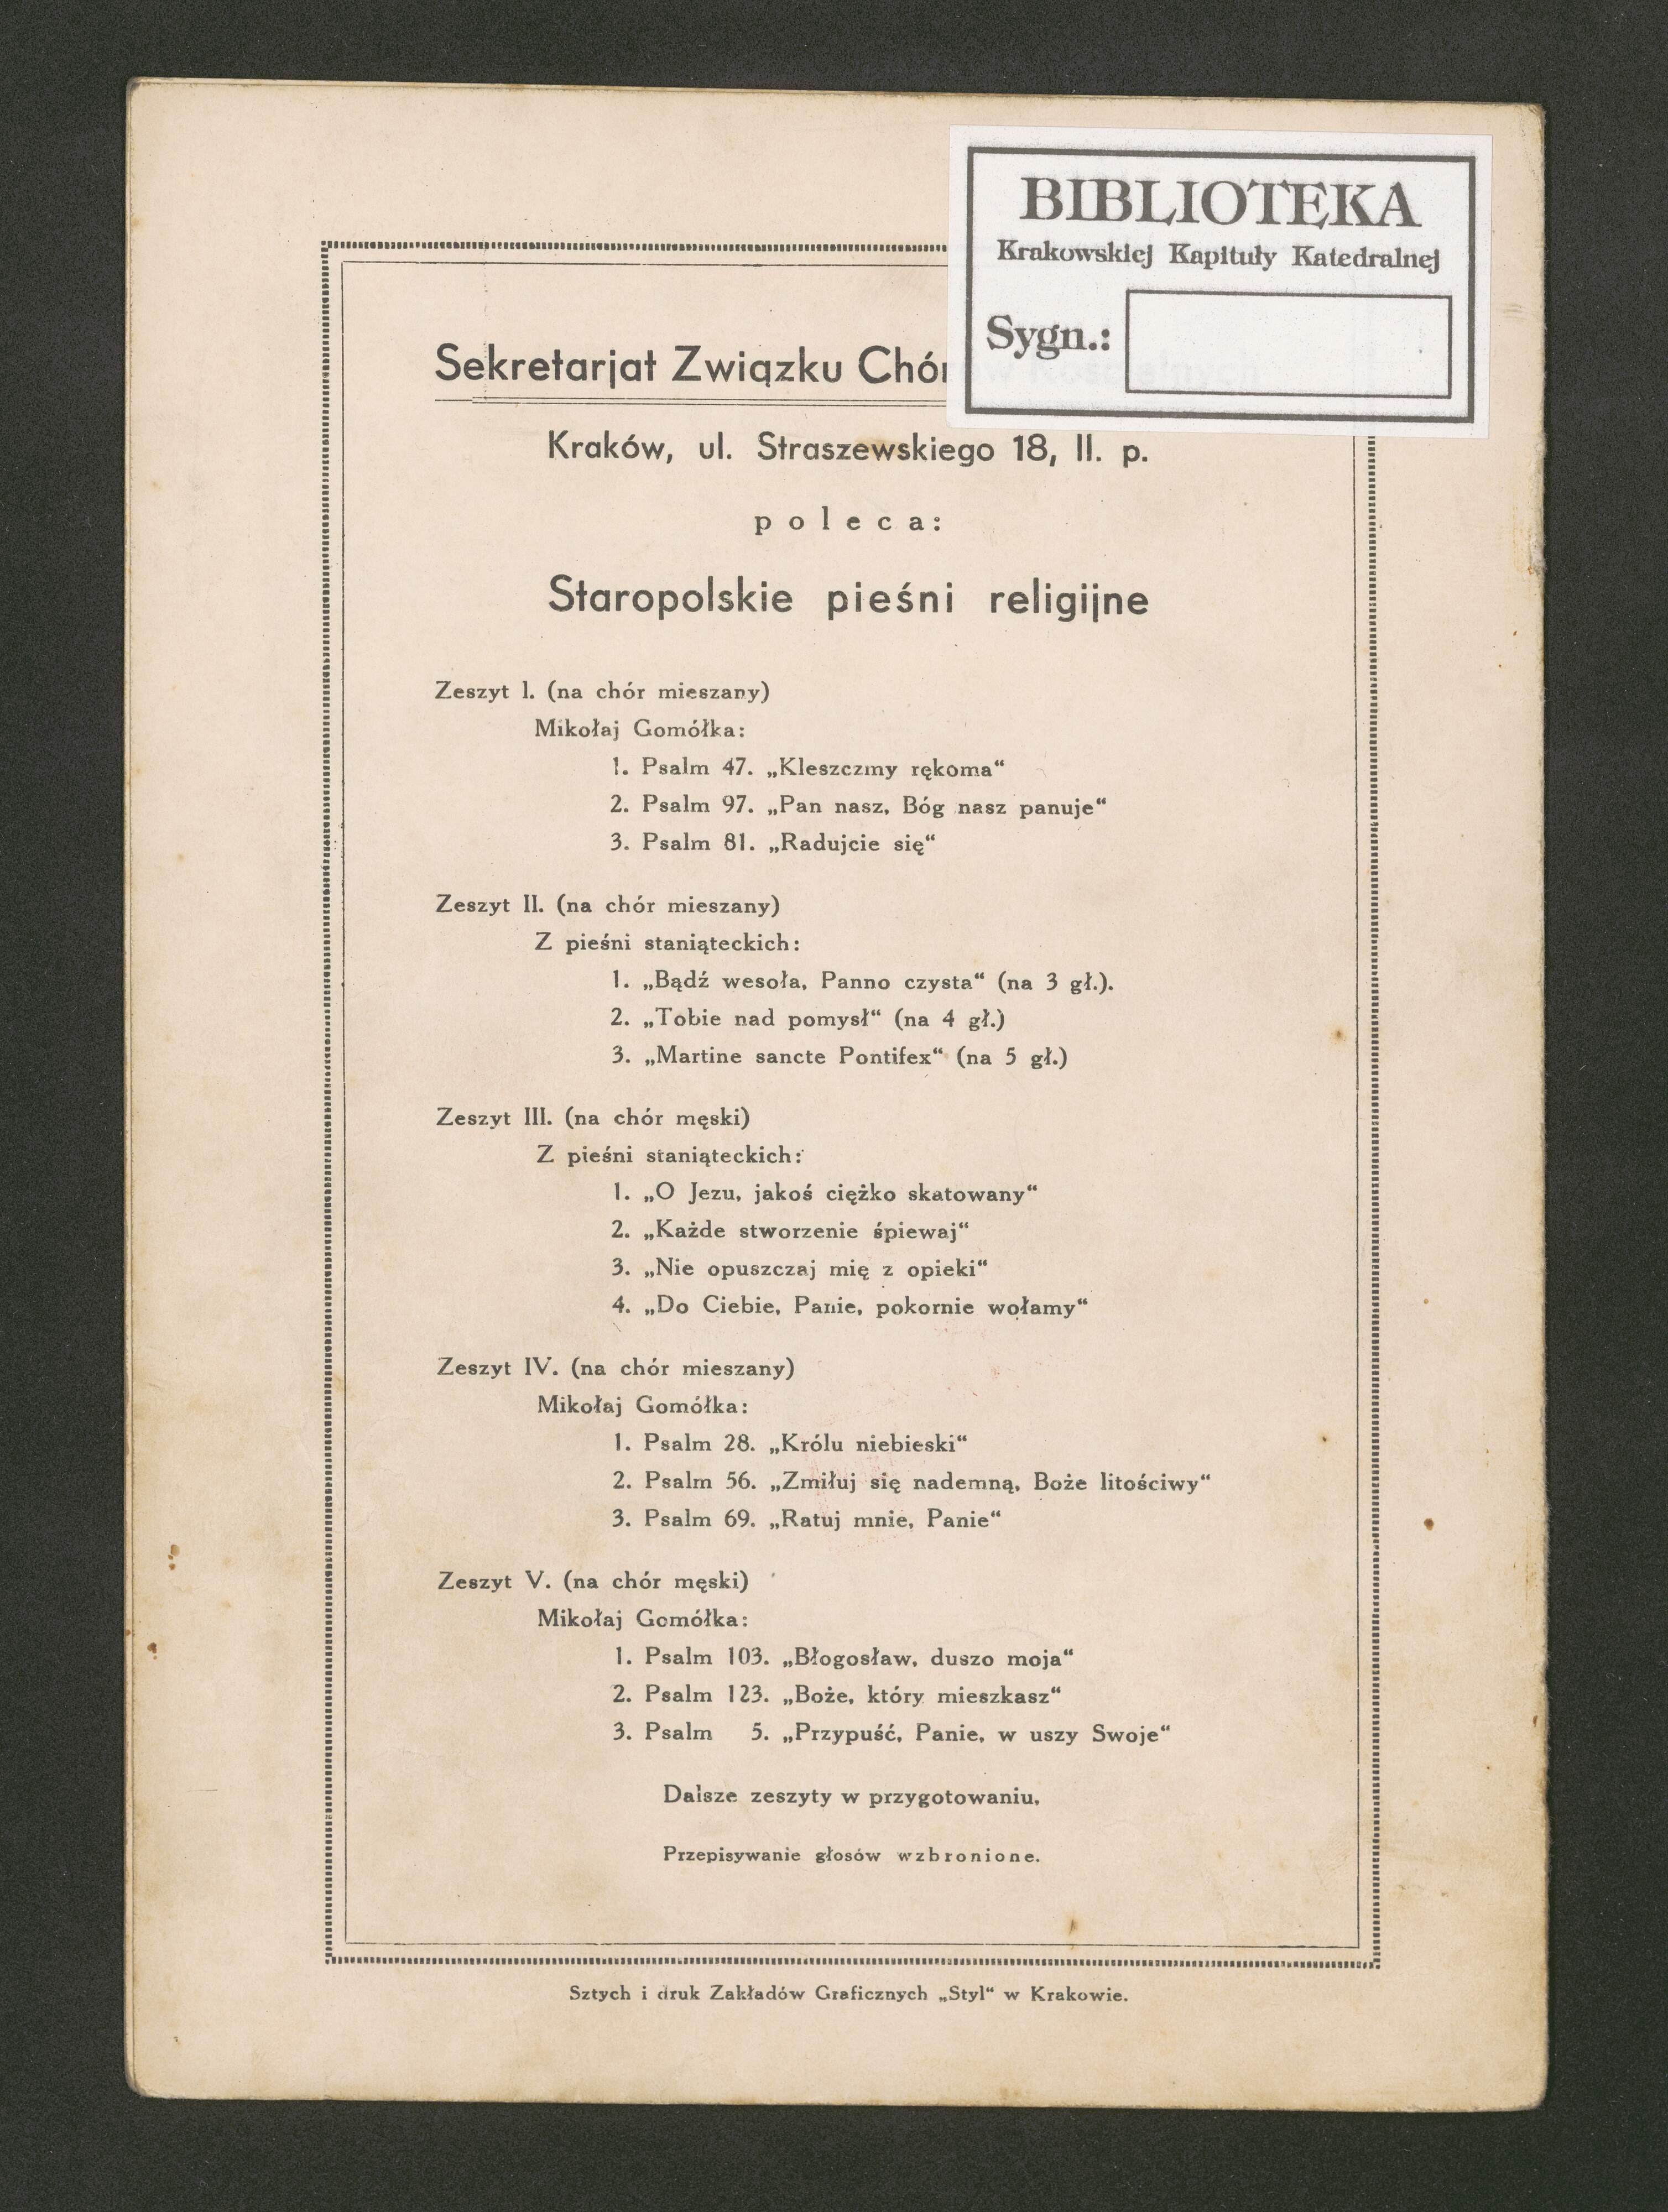 BIBLIOTEKA
Krakowskiej Kapituły Katedralnej
Sygn.:
Sekretarjat Związku Chór
Kraków, ul. Straszewskiego 18, II. p.
poleca:
Staropolskie pieśni religijne
Zeszyt I. (na chór mieszany)
Mikołaj Gomółka:
1. Psalm 47. „Kleszczmy rękoma“
2. Psalm 97. „Pan nasz, Bóg nasz panuje“
3. Psalm 81. „Radujcie się“
Zeszyt II. (na chór mieszany)
Z pieśni staniąteckich:
1. „Bądź wesoła, Panno czysta“ (na 3 gł.).
2. „Tobie nad pomysł“ (na 4 gł.)
3. „Martine sancte Pontifex“ (na 5 gł.)
Zeszyt III. (na chór męski)
Z pieśni staniąteckich:
1. „O Jezu, jakoś ciężko skatowany“
2. „Każde stworzenie śpiewaj“
3. „Nie opuszczaj mię z opieki“
4. „Do Ciebie, Panie, pokornie wołamy“
Zeszyt IV. (na chór mieszany)
Mikołaj Gomółka:
1. Psalm 28. „Królu niebieski“
2. Psalm 56. „Zmiłuj się nademną, Boże litościwy“
3. Psalm 69. „Ratuj mnie, Panie“
Zeszyt V. (na chór męski)
Mikołaj Gomółka:
1. Psalm 103. „Błogosław, duszo moja“
2. Psalm 123. „Boże, który mieszkasz“
3. Psalm 5. „Przypuść, Panie, w uszy Swoje“
Dalsze zeszyty w przygotowaniu.
Przepisywanie głosów wzbronione.
Sztych i druk Zakładów Graficznych „Styl“ w Krakowie.